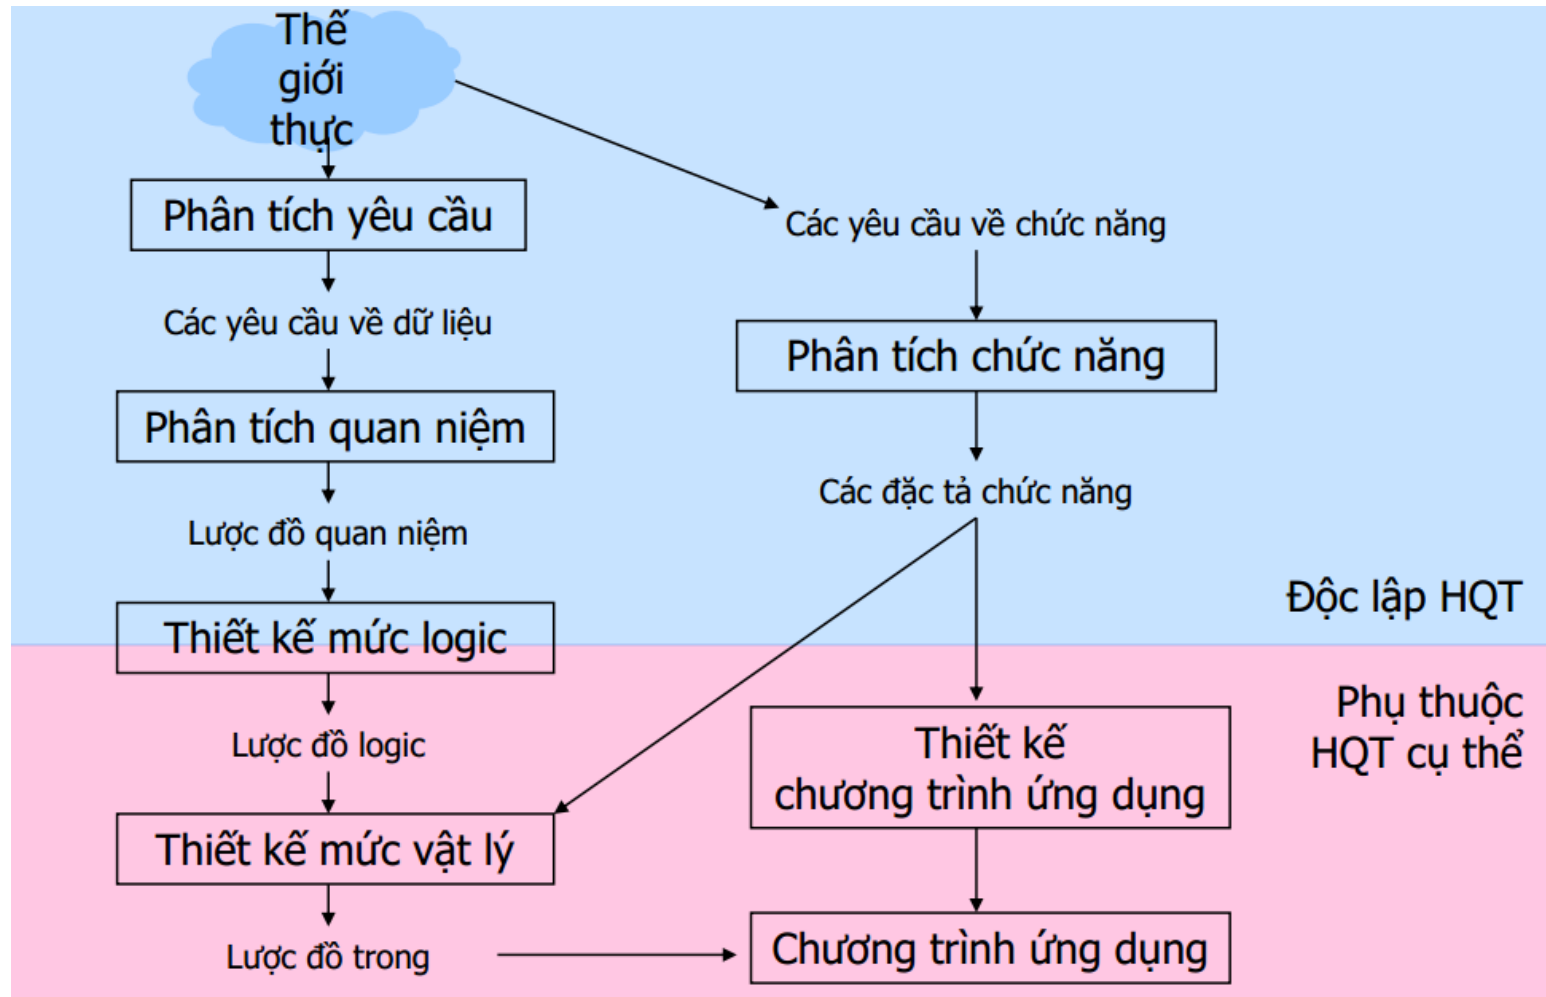 Thế
giới
thực
Phân tích yêu cầu
Các yêu cầu về dữ liệu
Phân tích quan niệm
Lược đồ quan niệm
Thiết kế mức logic
Lược đồ logic
Thiết kế mức vật lý
Lược đồ trong
Các yêu cầu về chức năng
Phân tích chức năng
Các đặc tả chức năng
Thiết kế
chương trình ứng dụng
Chương trình ứng dụng
Độc lập HQT
Phụ thuộc
HQT cụ thể